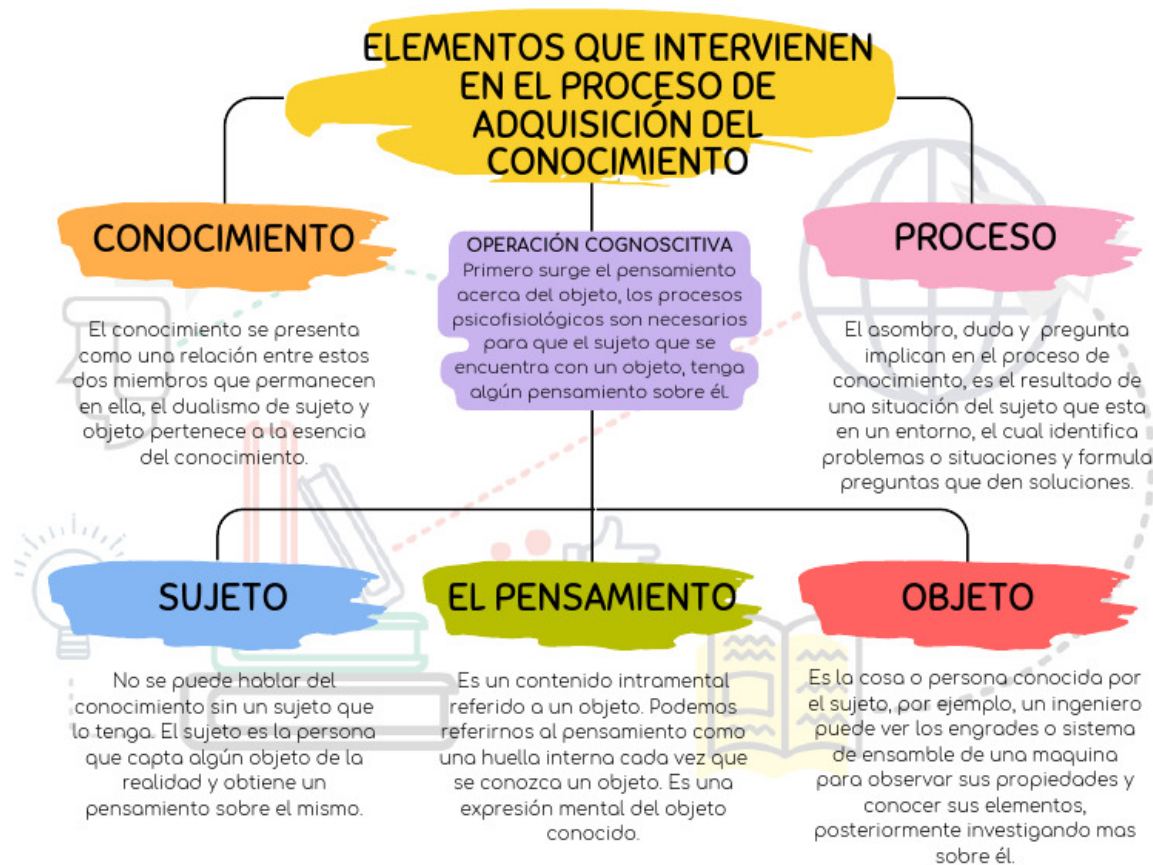 ELEMENTOS QUE INTERVIENEN
EN EL PROCESO DE
ADQUISICIÓN DEL
CONOCIMIENTO
CONOCIMIENTO
El conocimiento se presenta
como una relación entre estos
dos miembros que permanecen
en ella, el dualismo de sujeto y
objeto pertenece a la esencia
del conocimiento.
OPERACIÓN COGNOSCITIVA
Primero surge el pensamiento
acerca del objeto, los procesos
psicofisiológicos son necesarios
para que el sujeto que se
encuentra con un objeto, tenga
algún pensamiento sobre él.
PROCESO
El asombro, duda y pregunta
implican en el proceso de
conocimiento, es el resultado de
una situación del sujeto que esta
en un entorno, el cual identifica
problemas o situaciones y formula
preguntas que den soluciones.
SUJETO
No se puede hablar del
conocimiento sin un sujeto que
lo tenga. El sujeto es la persona
que capta algún objeto de la
realidad y obtiene un
pensamiento sobre el mismo.
EL PENSAMIENTO
Es un contenido intramental
referido a un objeto. Podemos
referirnos al pensamiento como
una huella interna cada vez que
se conozca un objeto. Es una
expresión mental del objeto
conocido.
OBJETO
Es la cosa o persona conocida por
el sujeto, por ejemplo, un ingeniero
puede ver los engrades o sistema
de ensamble de una maquina
para observar sus propiedades y
conocer sus elementos,
posteriormente investigando mas
sobre él.